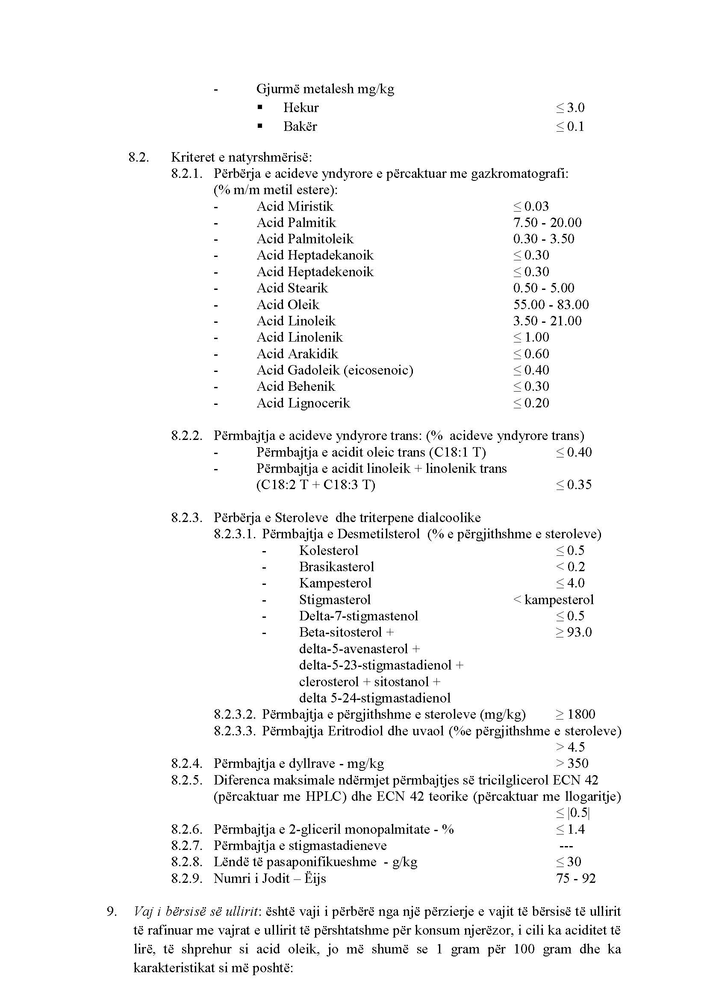 - Gjurmë metalesh mg/kg
▪ Hekur ≤ 3.0
▪ Bakër ≤ 0.1
8.2. Kriteret e natyrshmërisë:
8.2.1. Përbërja e acideve yndyrore e përcaktuar me gazkromatografi:
(% m/m metil estere):
- Acid Miristik ≤ 0.03
- Acid Palmitik 7.50 - 20.00
- Acid Palmitoleik 0.30 - 3.50
- Acid Heptadekanoik ≤ 0.30
- Acid Heptadekenoik ≤ 0.30
- Acid Stearik 0.50 - 5.00
- Acid Oleik 55.00 - 83.00
- Acid Linoleik 3.50 - 21.00
- Acid Linolenik ≤ 1.00
- Acid Arakidik ≤ 0.60
- Acid Gadoleik (eicosenoic) ≤ 0.40
- Acid Behenik ≤ 0.30
- Acid Lignocerik ≤ 0.20
8.2.2. Përmbajtja e acideve yndyrore trans: (% acideve yndyrore trans)
- Përmbajtja e acidit oleic trans (C18:1 T) ≤ 0.40
- Përmbajtja e acidit linoleik + linolenik trans
(C18:2 T + C18:3 T) ≤ 0.35
8.2.3. Përbërja e Steroleve dhe triterpene dialcoolike
8.2.3.1. Përmbajtja e Desmetilsterol (% e përgjithshme e steroleve)
- Kolesterol ≤ 0.5
- Brasikasterol < 0.2
- Kampesterol ≤ 4.0
- Stigmasterol < kampesterol
- Delta-7-stigmastenol ≤ 0.5
- Beta-sitosterol + ≥ 93.0
delta-5-avenasterol +
delta-5-23-stigmastadienol +
clerosterol + sitostanol +
delta 5-24-stigmastadienol
8.2.3.2. Përmbajtja e përgjithshme e steroleve (mg/kg) ≥ 1800
8.2.3.3. Përmbajtja Eritrodiol dhe uvaol (%e përgjithshme e steroleve)
> 4.5
8.2.4. Përmbajtja e dyllrave - mg/kg > 350
8.2.5. Diferenca maksimale ndërmjet përmbajtjes së tricilglicerol ECN 42
(përcaktuar me HPLC) dhe ECN 42 teorike (përcaktuar me llogaritje)
≤ |0.5|
8.2.6. Përmbajtja e 2-gliceril monopalmitate - % ≤ 1.4
8.2.7. Përmbajtja e stigmastadieneve ---
8.2.8. Lëndë të pasaponifikueshme - g/kg ≤ 30
8.2.9. Numri i Jodit – Ëijs 75 - 92
9. Vaj i bërsisë së ullirit: është vaji i përbërë nga një përzierje e vajit të bërsisë të ullirit
të rafinuar me vajrat e ullirit të përshtatshme për konsum njerëzor, i cili ka aciditet të
lirë, të shprehur si acid oleik, jo më shumë se 1 gram për 100 gram dhe ka
karakteristikat si më poshtë: